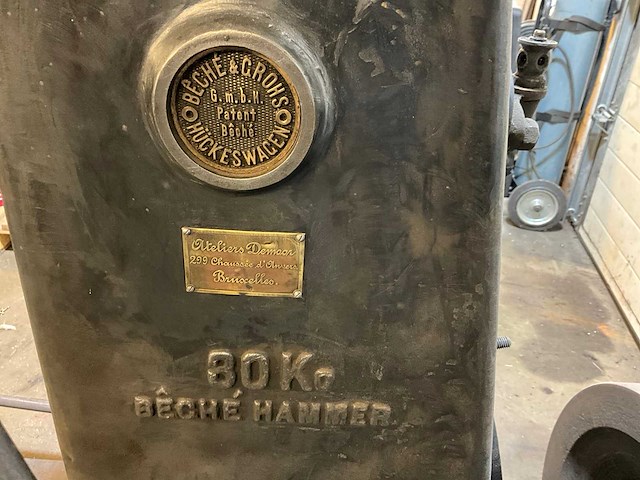 BÊCHÉ & GROHS
G.m.b.H.
Patent
Bêché
HÜCKESWAGEN
Ateliers Demoor
299 Chaussée d'Anvers
Bruxelles.
80 Kg
BÊCHÉ HAMMER